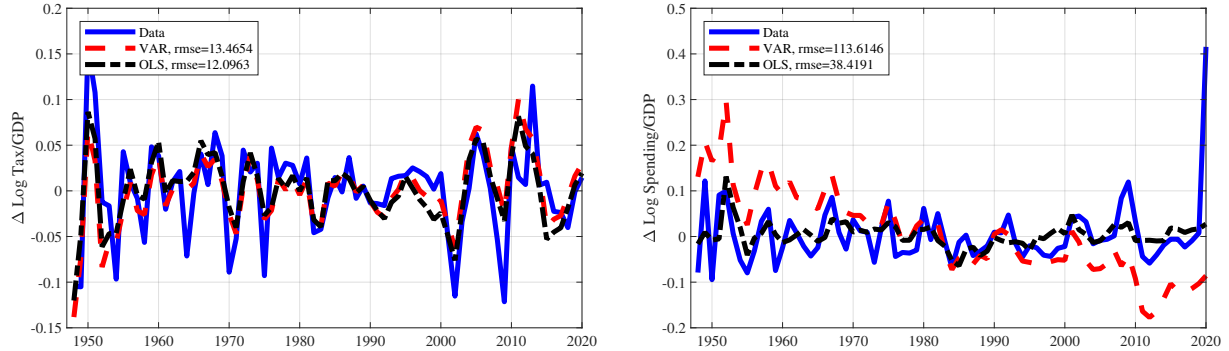 0.2
0.15
0.1
0.05
0
-0.05
-0.1
-0.15
Δ Log Tax/GDP
Data
VAR, rmse=13.4654
OLS, rmse=12.0963
1950 1960 1970 1980 1990 2000 2010 2020
0.5
0.4
0.3
0.2
0.1
0
-0.1
-0.2
Δ Log Spending/GDP
Data
VAR, rmse=113.6146
OLS, rmse=38.4191
1950 1960 1970 1980 1990 2000 2010 2020